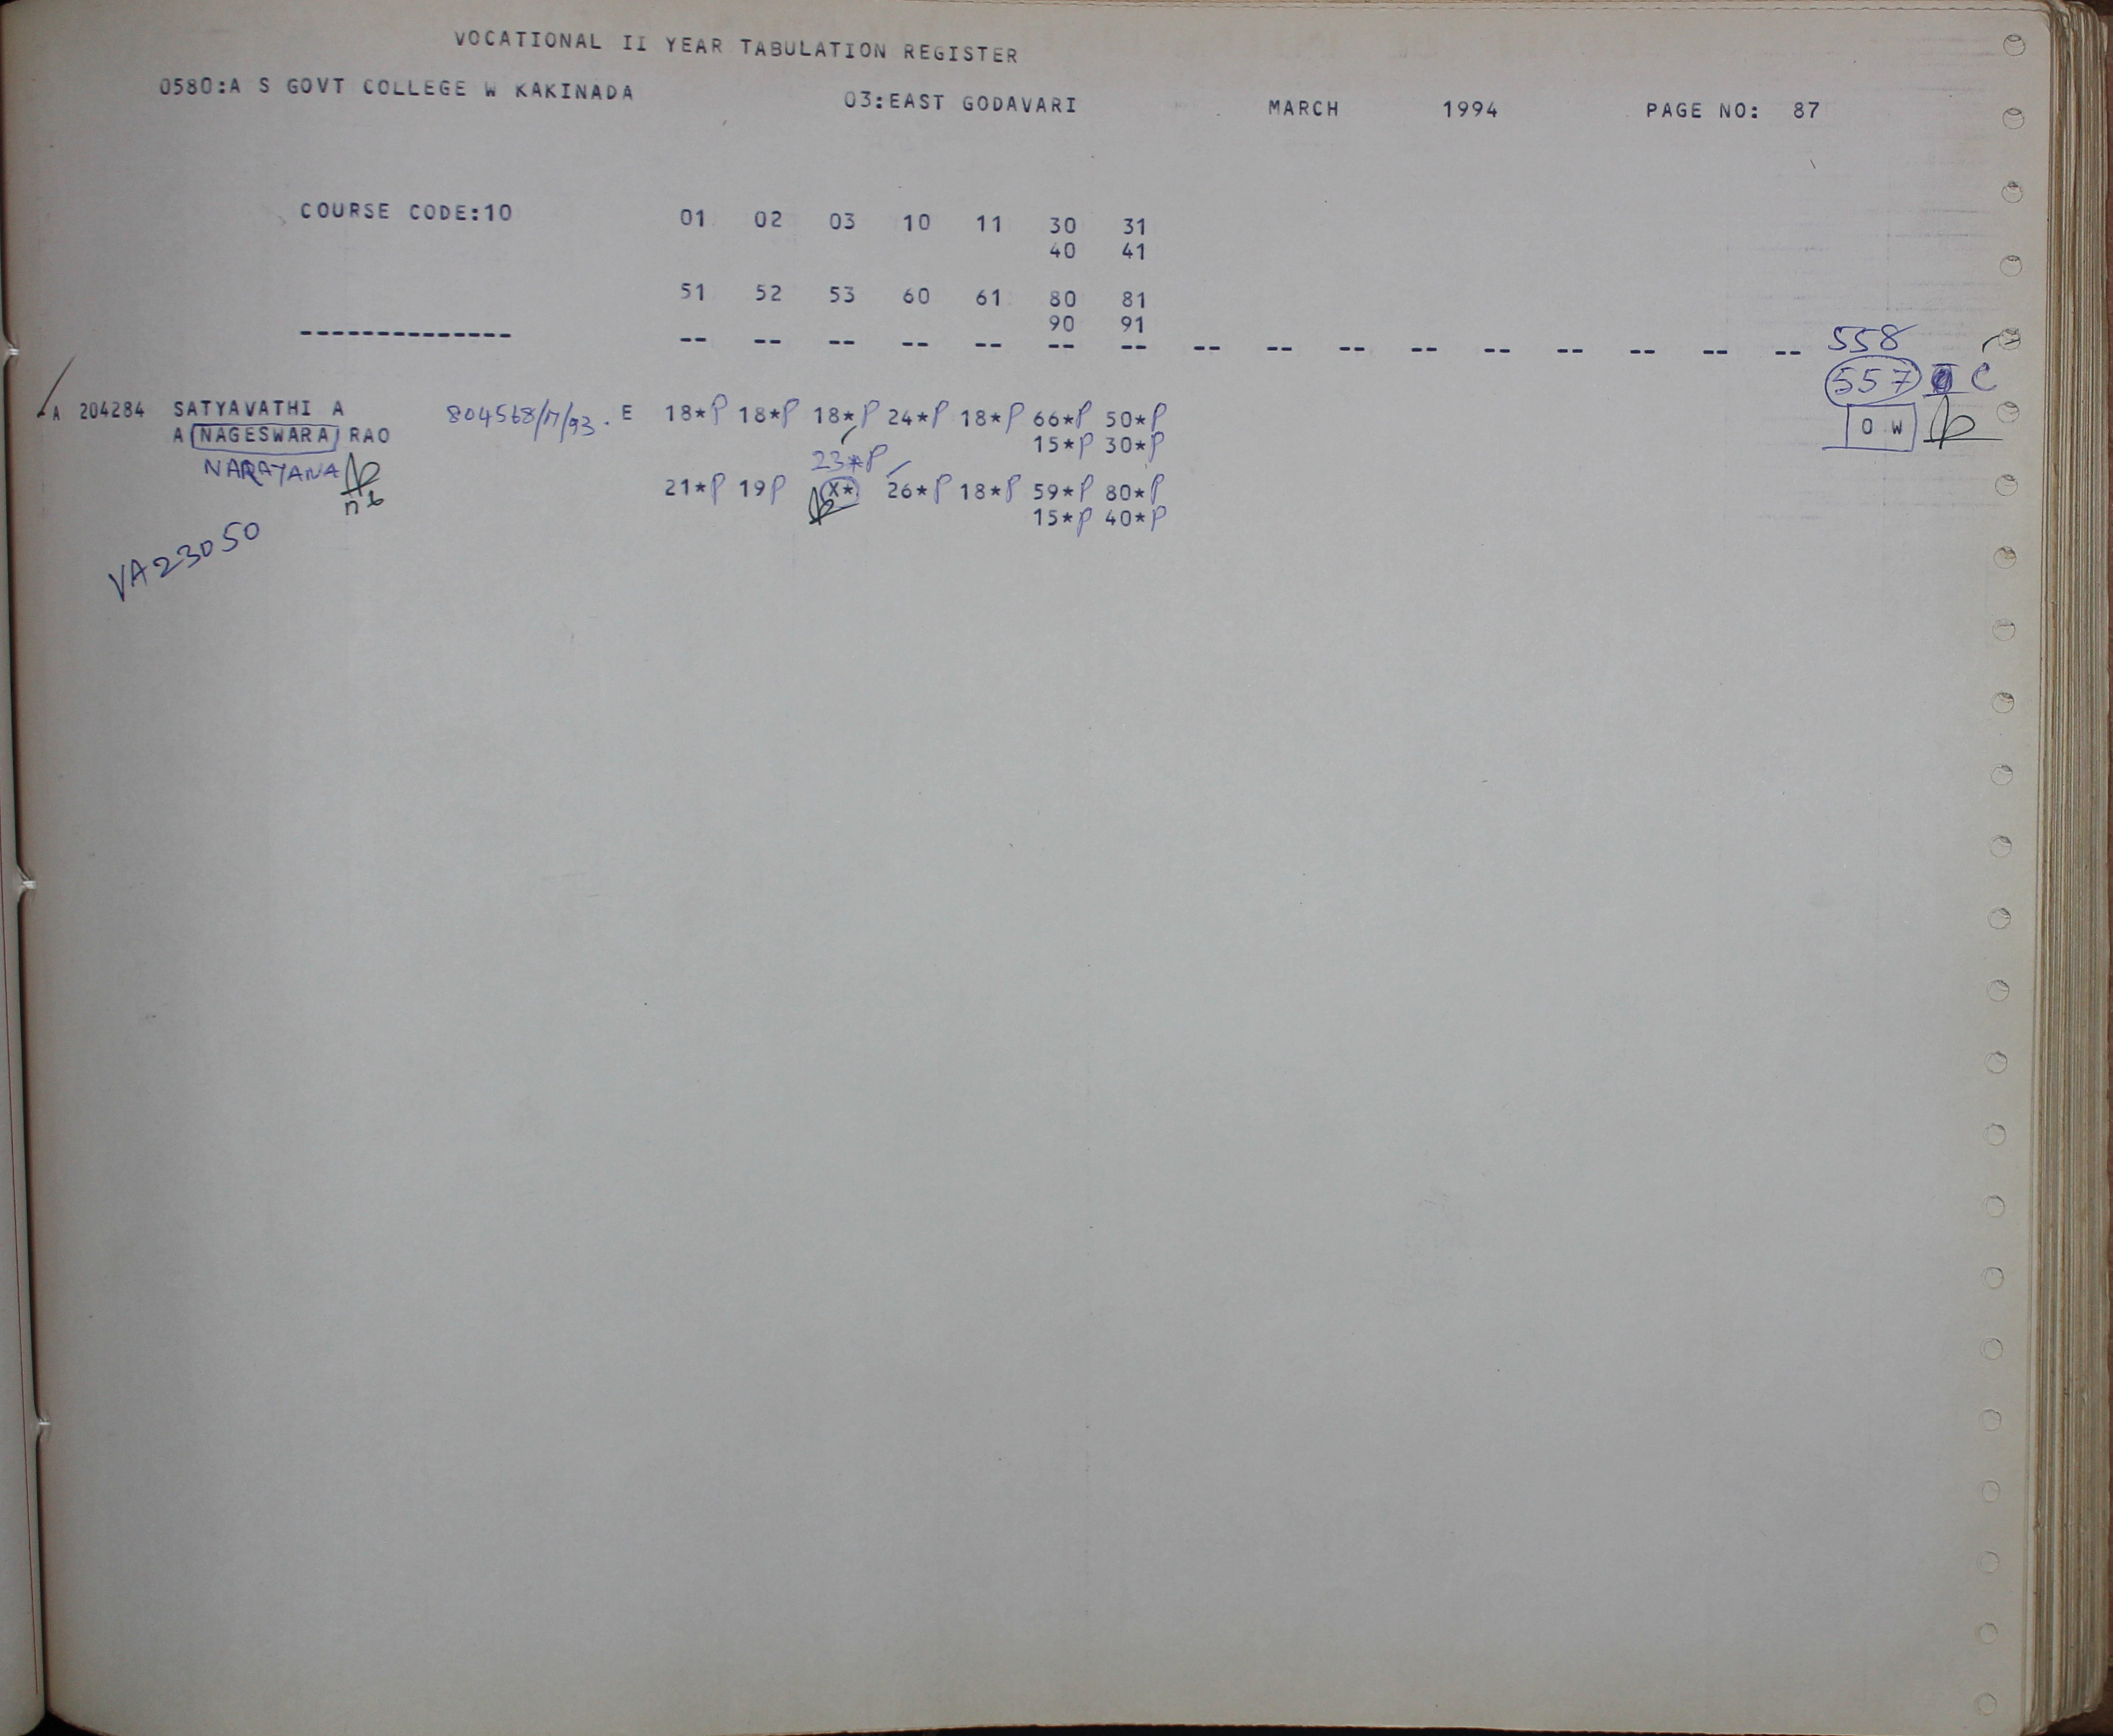 VOCATIONAL II YEAR TABULATION REGISTER
0580:A S GOVT COLLEGE W KAKINADA 03:EAST GODAVARI MARCH 1994 PAGE NO: 87
COURSE CODE:10 01 02 03 10 11 30 31
40 41
51 52 53 60 61 80 81
90 91
-------------- -- -- -- -- -- -- -- -- -- -- -- -- -- -- -- -- 558
557 C
A 204284 SATYAVATHI A 804568/17/93. E 18*P 18*P 18*P 24*P 18*P 66*P 50*P O W
A NAGESWARA RAO 15*P 30*P
NARAYANA 23*P
21*P 19P X* 26*P 18*P 59*P 80*P
15*P 40*P
VA23050